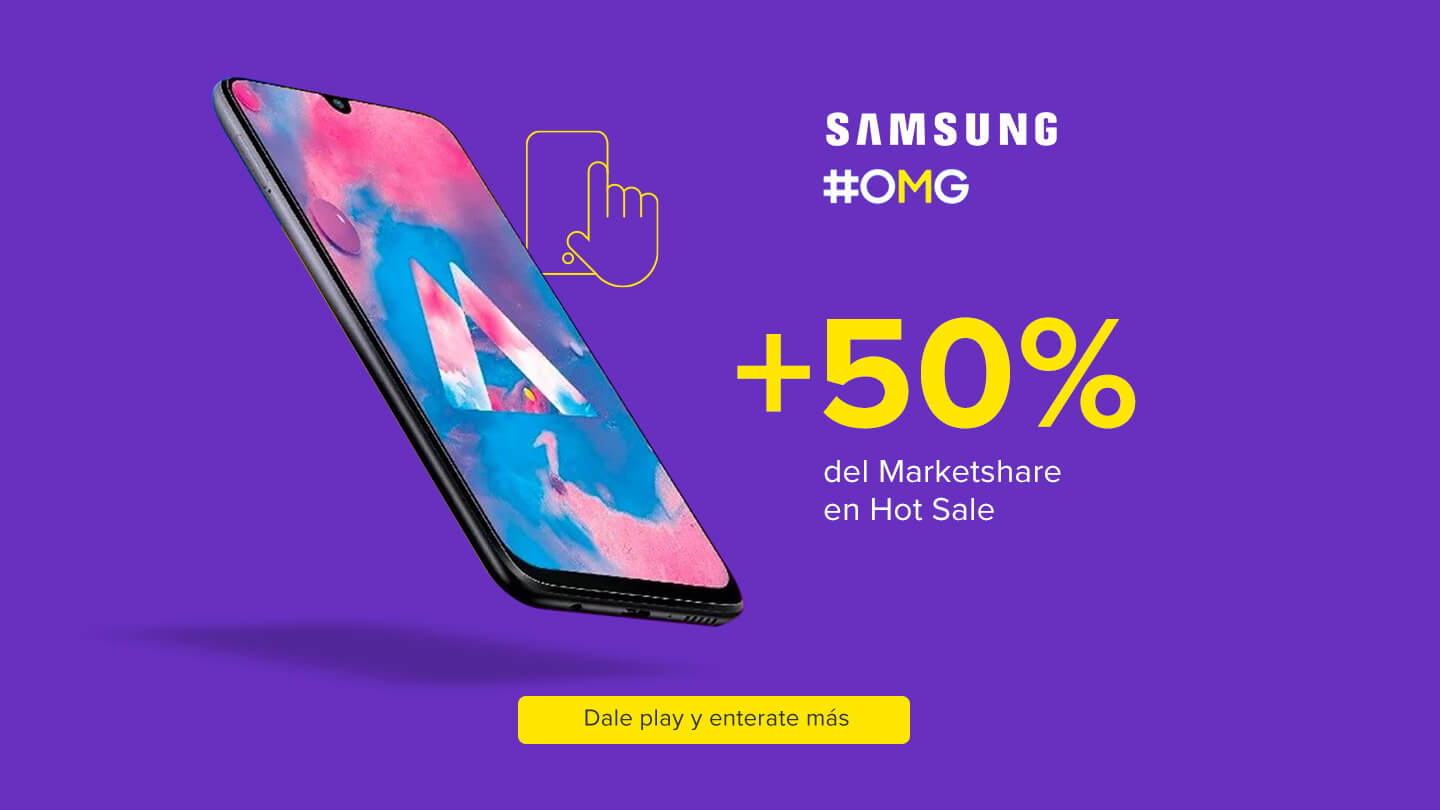 SAMSUNG
#OMG
+50%
del Marketshare
en Hot Sale
Dale play y enterate más